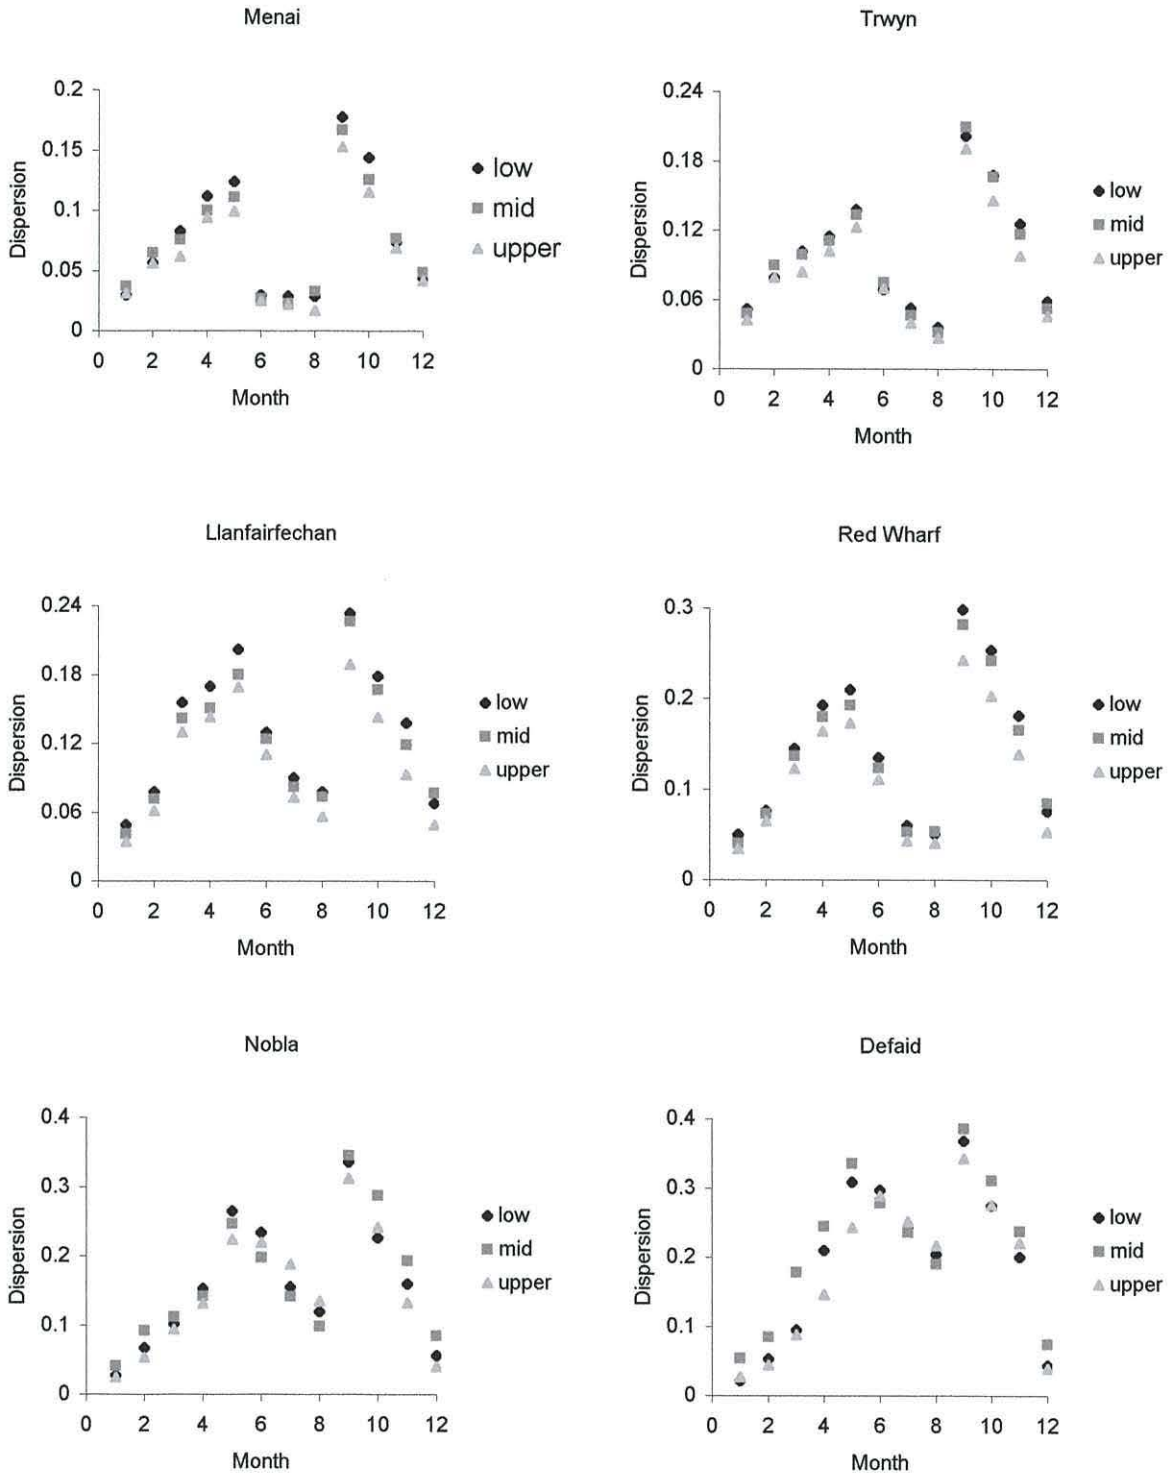 Menai
0.2
0.15
0.1
0.05
0
0 2 4 6 8 10 12
Dispersion
Month
low
mid
upper
Trwyn
0.24
0.18
0.12
0.06
0
0 2 4 6 8 10 12
Dispersion
Month
low
mid
upper
Llanfairfechan
0.24
0.18
0.12
0.06
0
0 2 4 6 8 10 12
Dispersion
Month
low
mid
upper
Red Wharf
0.3
0.2
0.1
0
0 2 4 6 8 10 12
Dispersion
Month
low
mid
upper
Nobla
0.4
0.3
0.2
0.1
0
0 2 4 6 8 10 12
Dispersion
Month
low
mid
upper
Defaid
0.4
0.3
0.2
0.1
0
0 2 4 6 8 10 12
Dispersion
Month
low
mid
upper